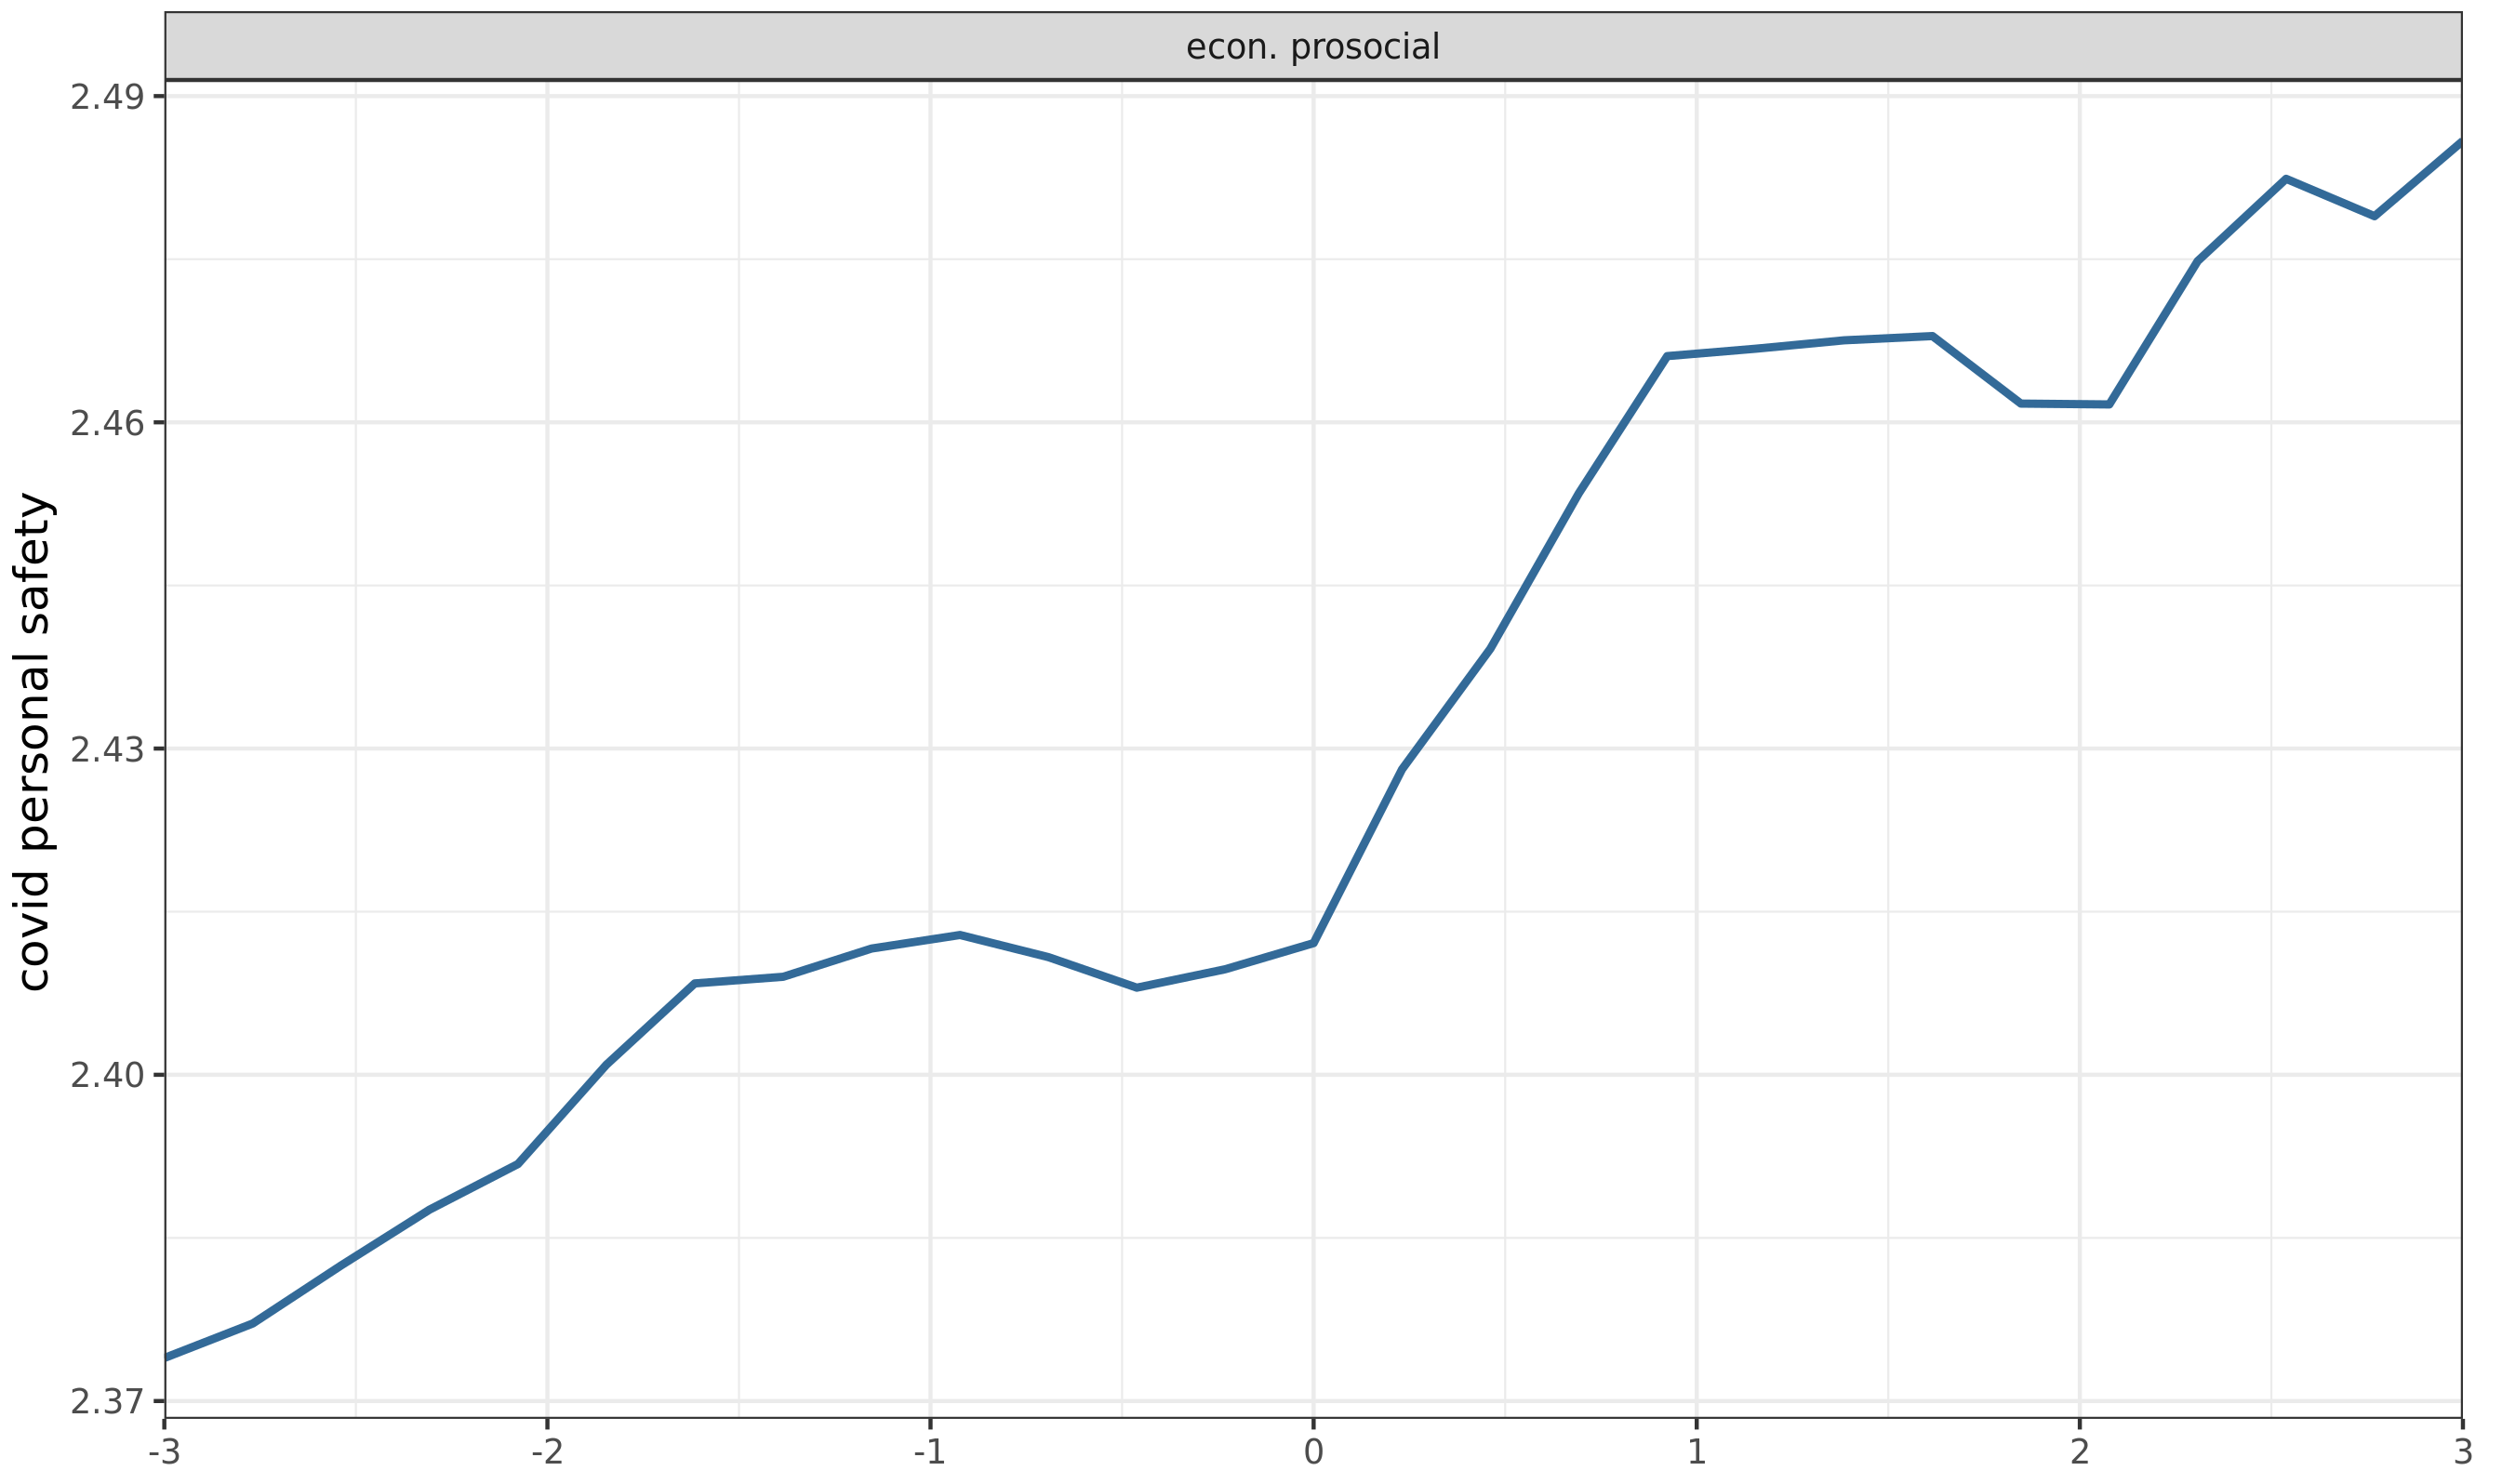 econ. prosocial
2.49
2.46
2.43
2.40
2.37
covid personal safety
-3 -2 -1 0 1 2 3